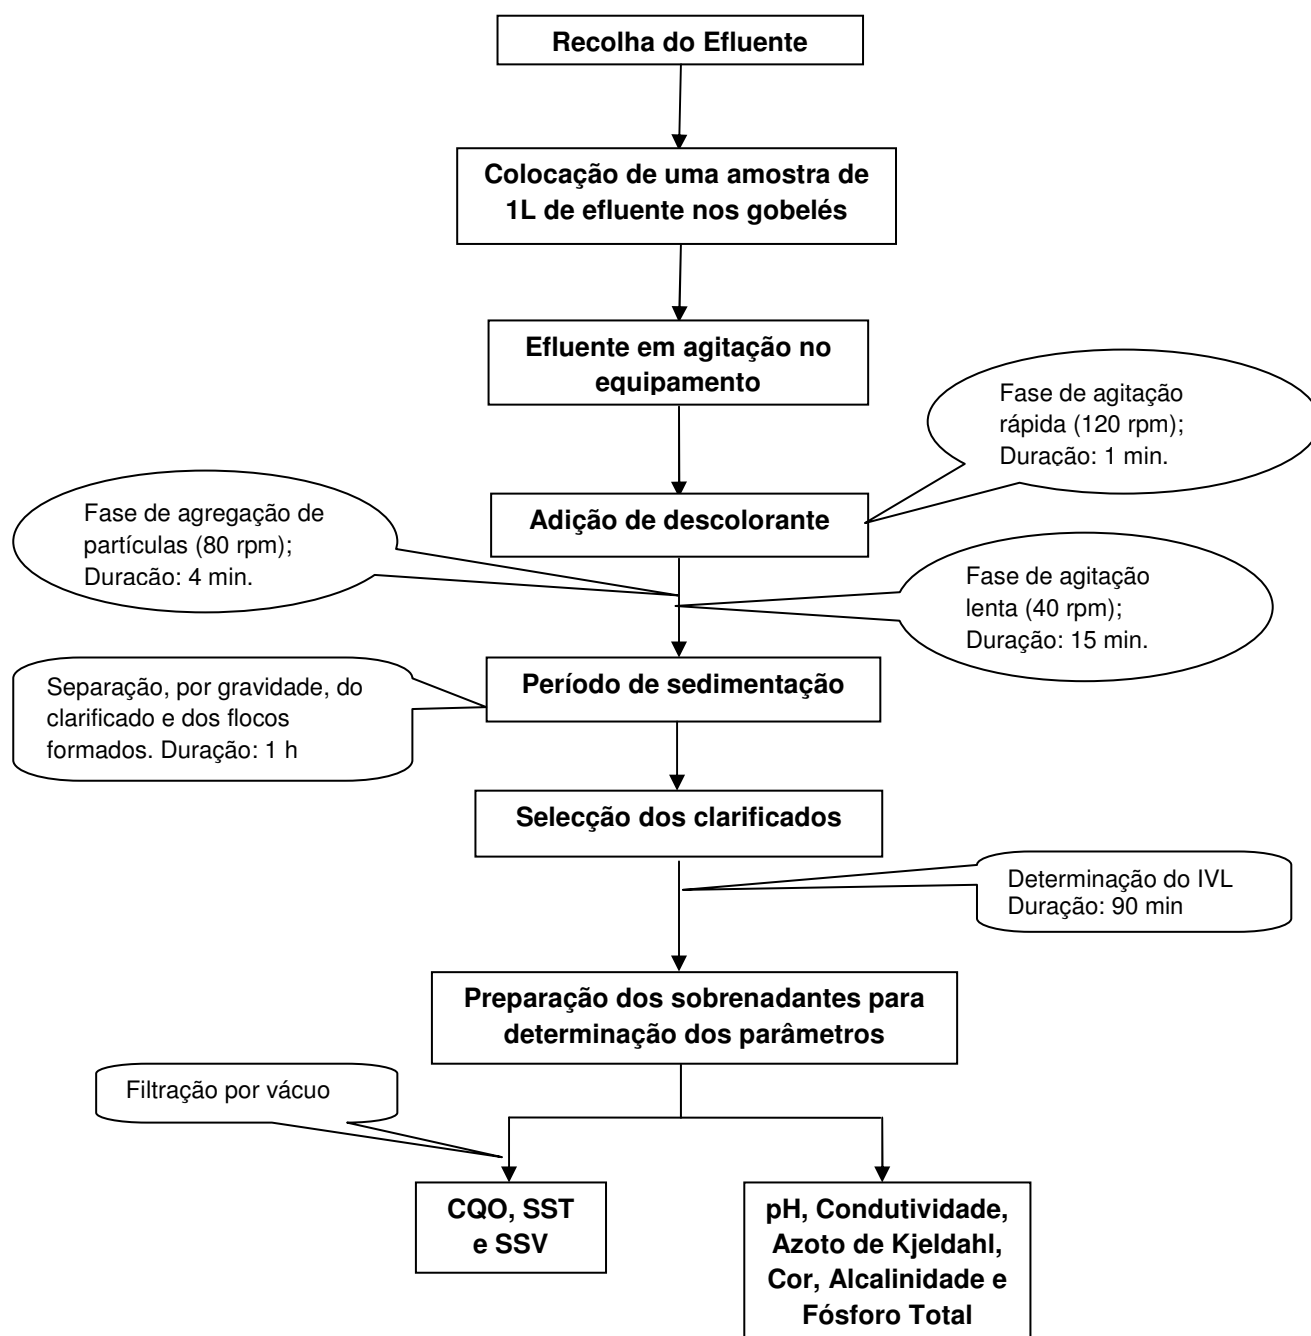 Recolha do Efluente
Colocação de uma amostra de
1L de efluente nos gobelés
Efluente em agitação no
equipamento
Fase de agitação
rápida (120 rpm);
Duração: 1 min.
Adição de descolorante
Fase de agregação de
partículas (80 rpm);
Duração: 4 min.
Fase de agitação
lenta (40 rpm);
Duração: 15 min.
Período de sedimentação
Separação, por gravidade, do
clarificado e dos flocos
formados. Duração: 1 h
Selecção dos clarificados
Determinação do IVL
Duração: 90 min
Preparação dos sobrenadantes para
determinação dos parâmetros
Filtração por vácuo
CQO, SST
e SSV
pH, Condutividade,
Azoto de Kjeldahl,
Cor, Alcalinidade e
Fósforo Total